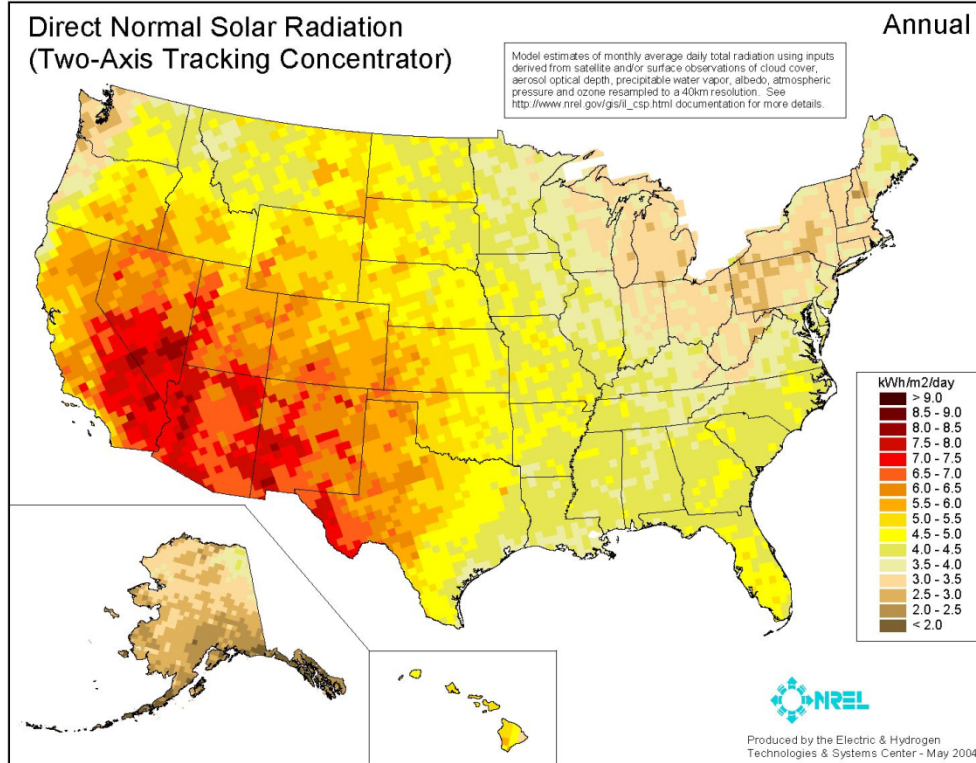 Direct Normal Solar Radiation
(Two-Axis Tracking Concentrator)
Annual
Model estimates of monthly average daily total radiation using inputs
derived from satellite and/or surface observations of cloud cover,
aerosol optical depth, precipitable water vapor, albedo, atmospheric
pressure and ozone resampled to a 40km resolution. See
http://www.nrel.gov/gis/il_csp.html documentation for more details.
kWh/m2/day
> 9.0
8.5 - 9.0
8.0 - 8.5
7.5 - 8.0
7.0 - 7.5
6.5 - 7.0
6.0 - 6.5
5.5 - 6.0
5.0 - 5.5
4.5 - 5.0
4.0 - 4.5
3.5 - 4.0
3.0 - 3.5
2.5 - 3.0
2.0 - 2.5
< 2.0
NREL
Produced by the Electric & Hydrogen
Technologies & Systems Center - May 2004